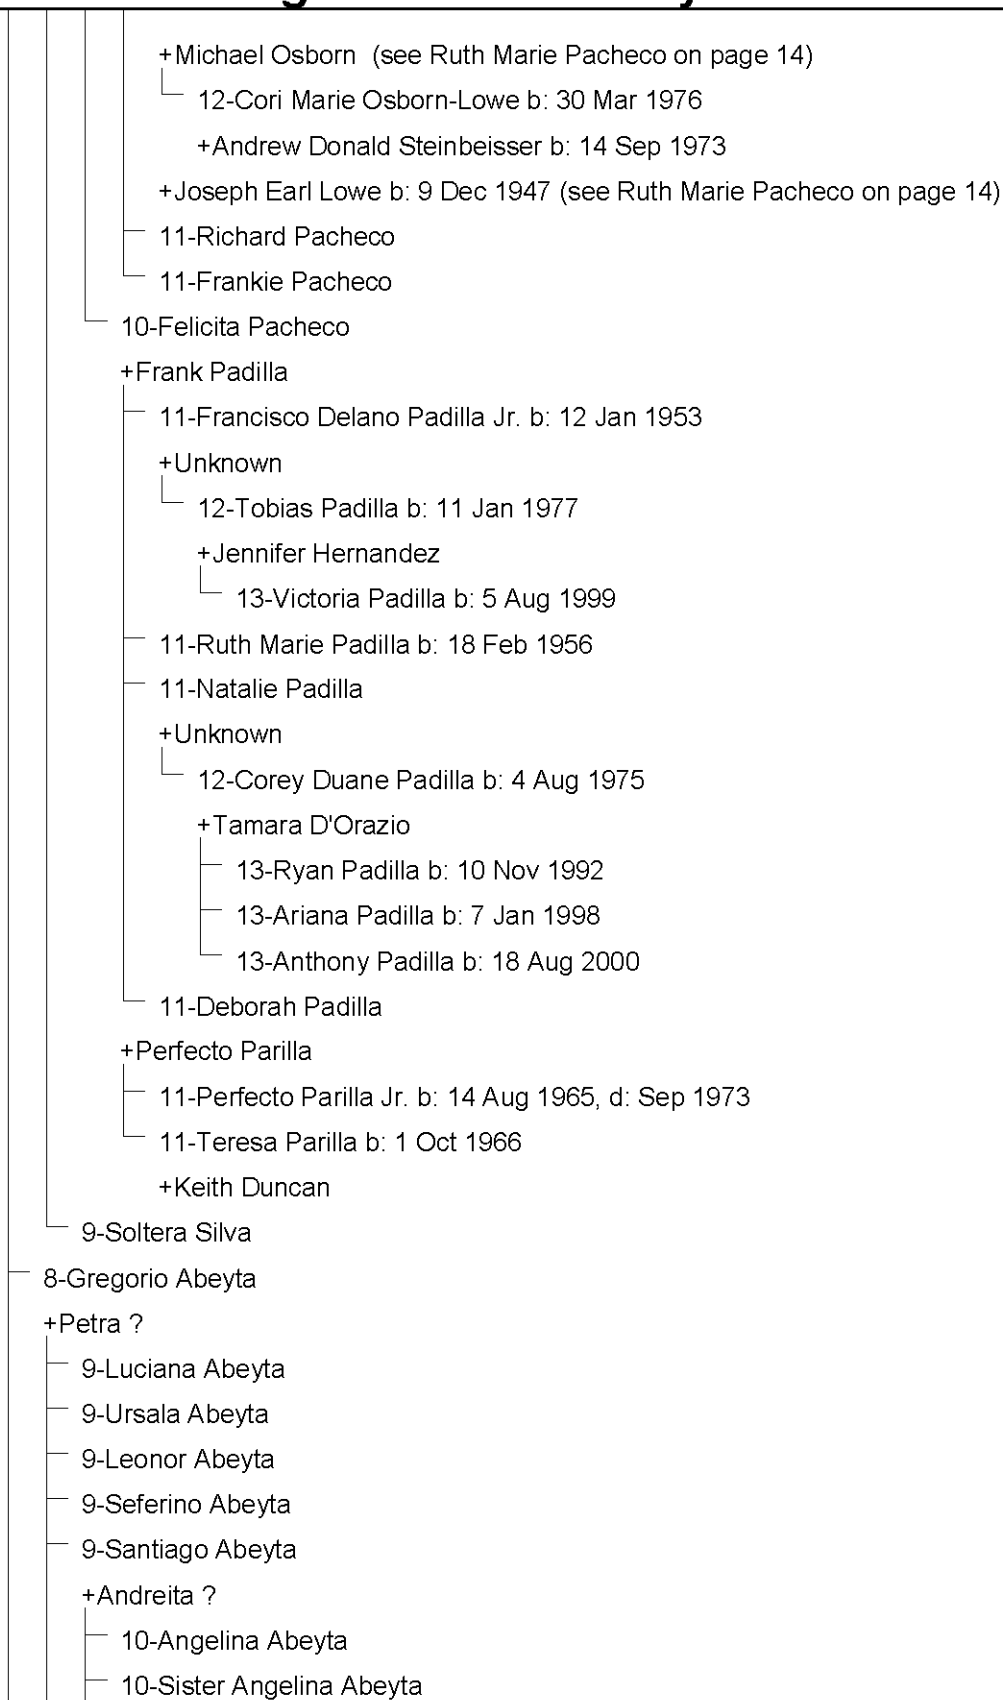 +Michael Osborn (see Ruth Marie Pacheco on page 14)
12-Cori Marie Osborn-Lowe b: 30 Mar 1976
+Andrew Donald Steinbeisser b: 14 Sep 1973
+Joseph Earl Lowe b: 9 Dec 1947 (see Ruth Marie Pacheco on page 14)
11-Richard Pacheco
11-Frankie Pacheco
10-Felicita Pacheco
+Frank Padilla
11-Francisco Delano Padilla Jr. b: 12 Jan 1953
+Unknown
12-Tobias Padilla b: 11 Jan 1977
+Jennifer Hernandez
13-Victoria Padilla b: 5 Aug 1999
11-Ruth Marie Padilla b: 18 Feb 1956
11-Natalie Padilla
+Unknown
12-Corey Duane Padilla b: 4 Aug 1975
+Tamara D'Orazio
13-Ryan Padilla b: 10 Nov 1992
13-Ariana Padilla b: 7 Jan 1998
13-Anthony Padilla b: 18 Aug 2000
11-Deborah Padilla
+Perfecto Parilla
11-Perfecto Parilla Jr. b: 14 Aug 1965, d: Sep 1973
11-Teresa Parilla b: 1 Oct 1966
+Keith Duncan
9-Soltera Silva
8-Gregorio Abeyta
+Petra ?
9-Luciana Abeyta
9-Ursala Abeyta
9-Leonor Abeyta
9-Seferino Abeyta
9-Santiago Abeyta
+Andreita ?
10-Angelina Abeyta
10-Sister Angelina Abeyta